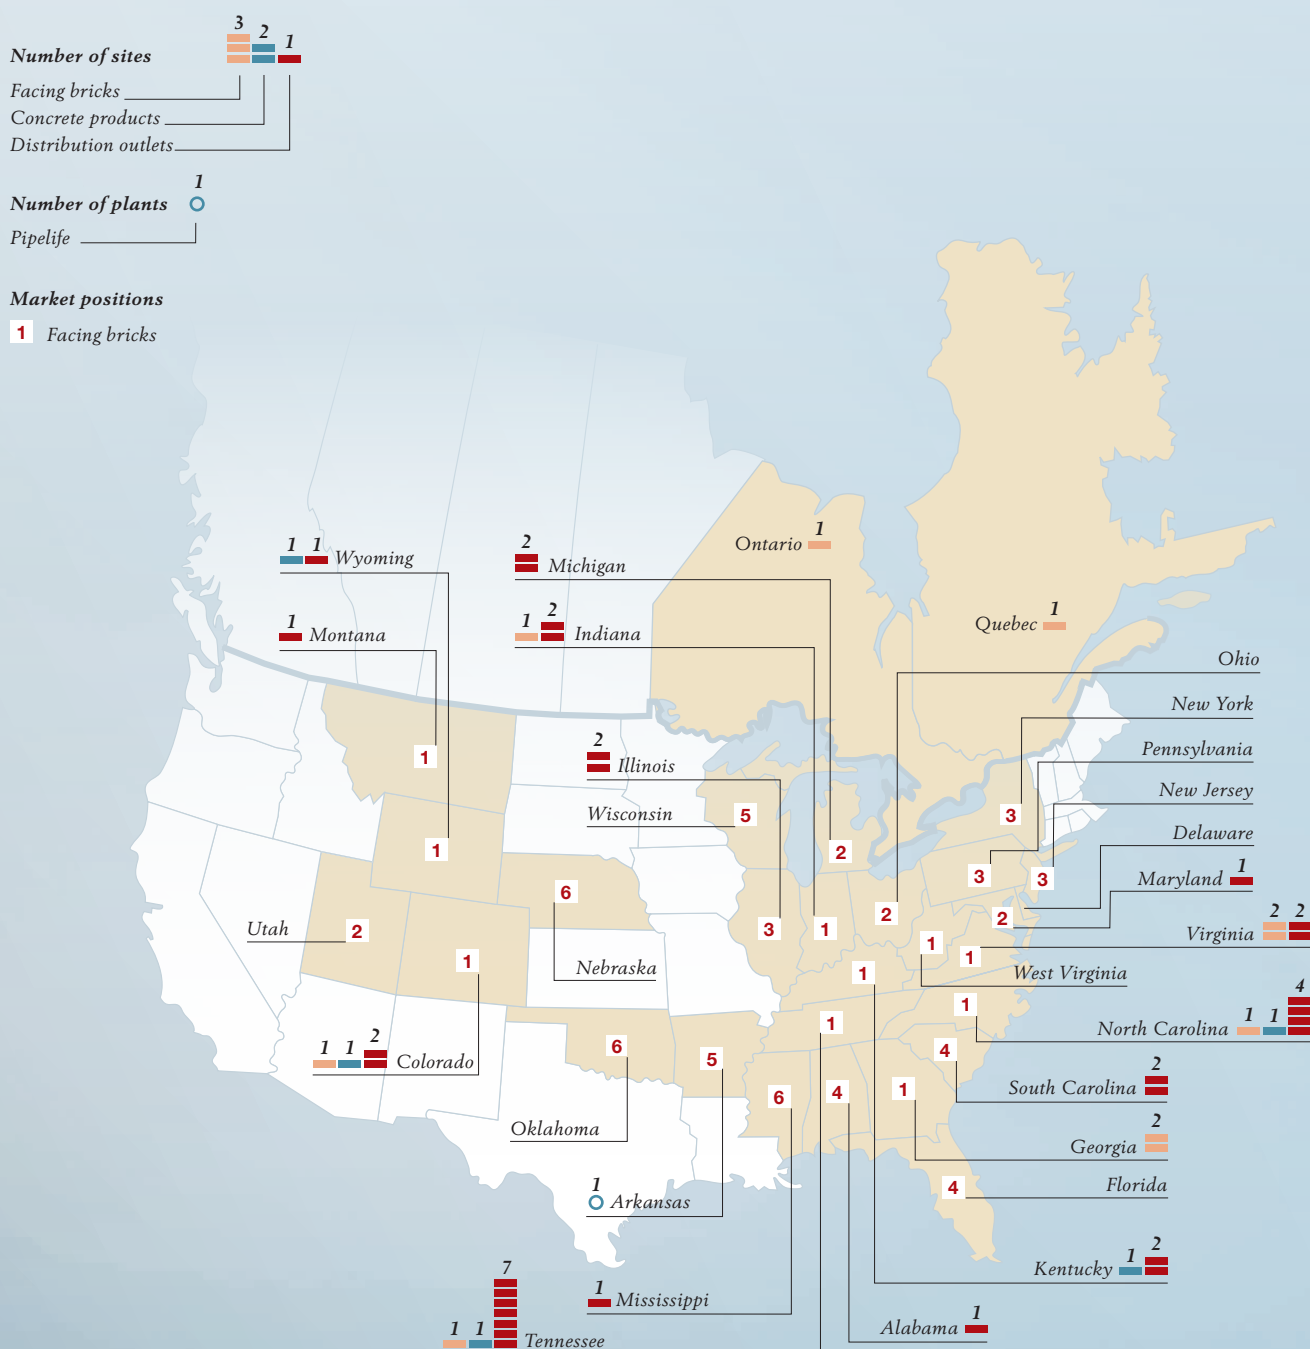 3
2
1
Number of sites
Facing bricks
Concrete products
Distribution outlets
1
Number of plants
Pipelife
Market positions
1 Facing bricks
1 1 Wyoming
1 Montana
2 Michigan
1 2 Indiana
Ontario 1
Quebec 1
Ohio
New York
Pennsylvania
New Jersey
Delaware
Maryland 1
Virginia 2 2
West Virginia
North Carolina 1 1 4
South Carolina 2
Georgia 2
Florida
Kentucky 1 2
Alabama 1
2 Illinois
Wisconsin
Utah
Nebraska
1 1 2 Colorado
Oklahoma
1 Arkansas
1 Mississippi
1 1 7 Tennessee
1
1
5
3
2
6
3
3
2
1
3
1
2
2
1
1
1
1
1
1
6
5
4
6
4
1
4